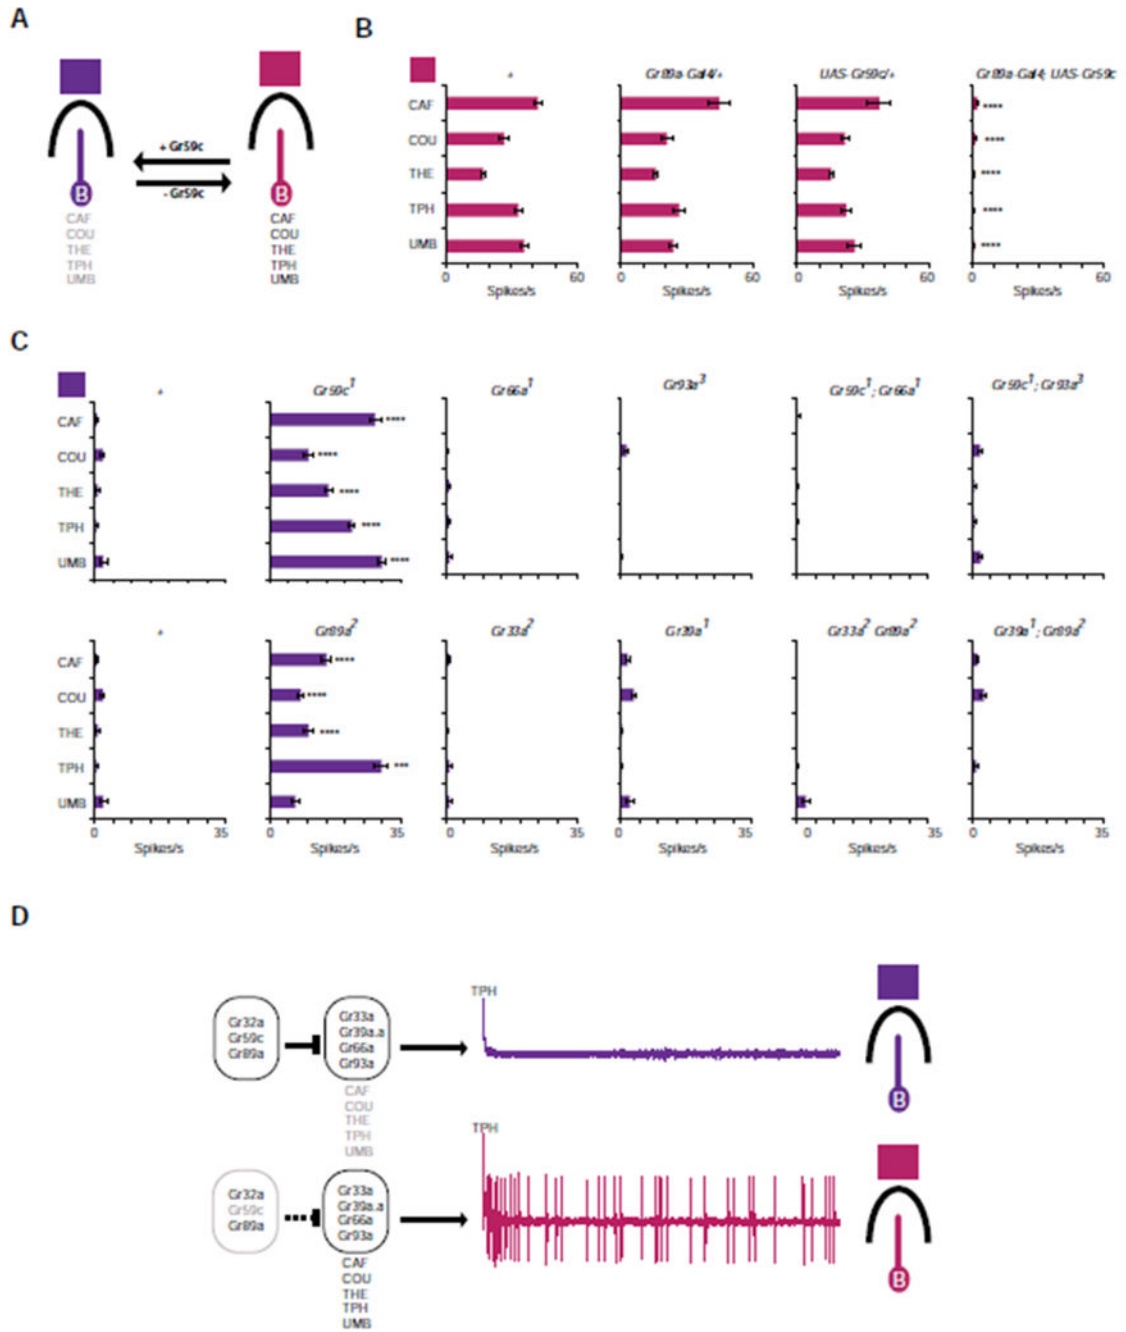 A
+ Gr59c
- Gr59c
B
B
CAF
COU
THE
TPH
UMB
CAF
COU
THE
TPH
UMB
B
+
Gr89a-Gal4/+
UAS-Gr59c/+
Gr89a-Gal4; UAS-Gr59c
CAF
COU
THE
TPH
UMB
****
****
****
****
****
0 60 0 60 0 60 0 60
Spikes/s Spikes/s Spikes/s Spikes/s
C
+
Gr59c1
Gr66a1
Gr93a3
Gr59c1; Gr66a1
Gr59c1; Gr93a3
CAF
COU
THE
TPH
UMB
****
****
****
****
****
+
Gr89a2
Gr33a2
Gr39a1
Gr33a2 Gr89a2
Gr39a1; Gr89a2
CAF
COU
THE
TPH
UMB
****
****
****
***
0 35 0 35 0 35 0 35 0 35 0 35
Spikes/s Spikes/s Spikes/s Spikes/s Spikes/s Spikes/s
D
Gr32a
Gr59c
Gr89a
Gr33a
Gr39a.a
Gr66a
Gr93a
CAF
COU
THE
TPH
UMB
TPH
B
Gr32a
Gr59c
Gr89a
Gr33a
Gr39a.a
Gr66a
Gr93a
CAF
COU
THE
TPH
UMB
TPH
B